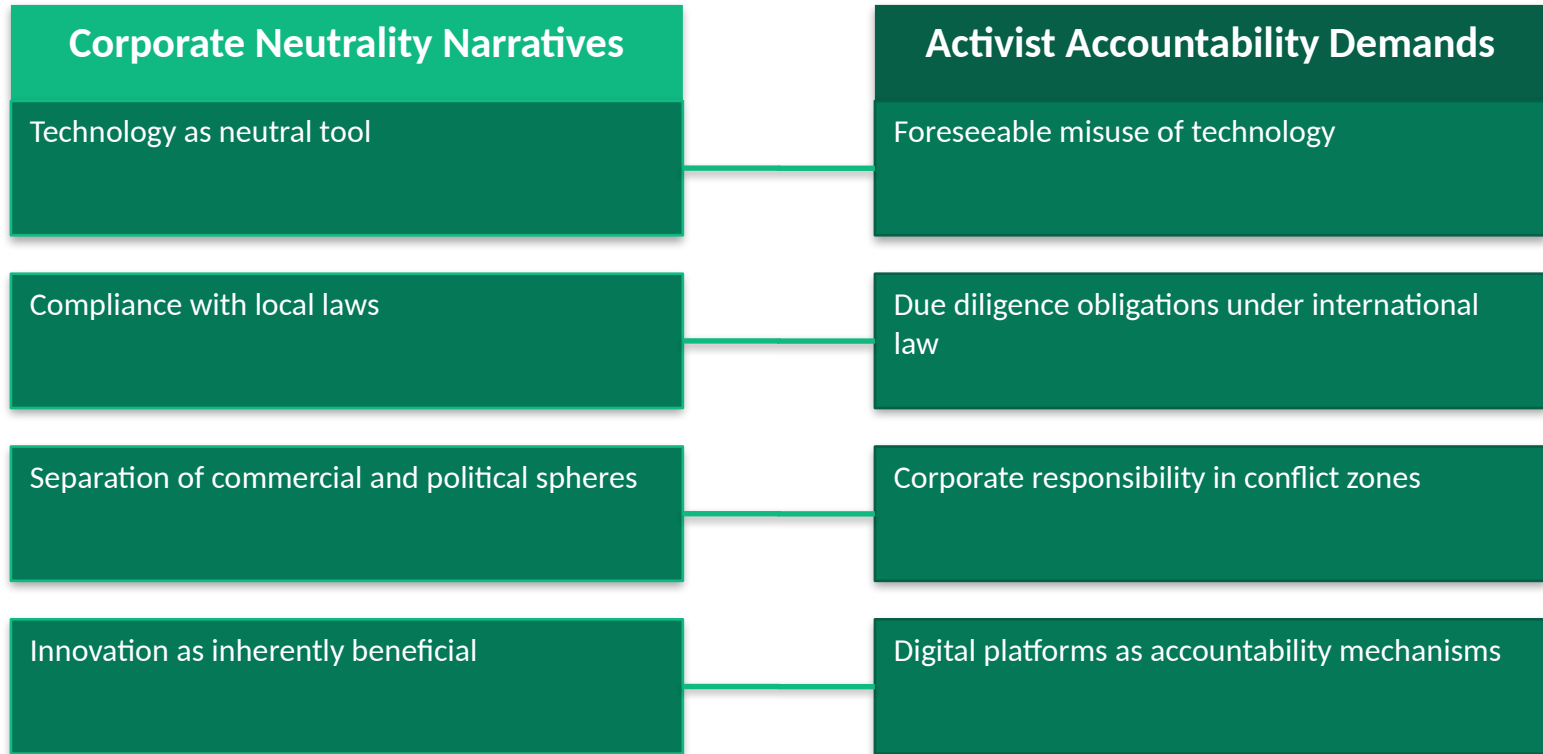 Corporate Neutrality Narratives
Activist Accountability Demands
Technology as neutral tool
Foreseeable misuse of technology
Compliance with local laws
Due diligence obligations under international
law
Separation of commercial and political spheres
Corporate responsibility in conflict zones
Innovation as inherently beneficial
Digital platforms as accountability mechanisms